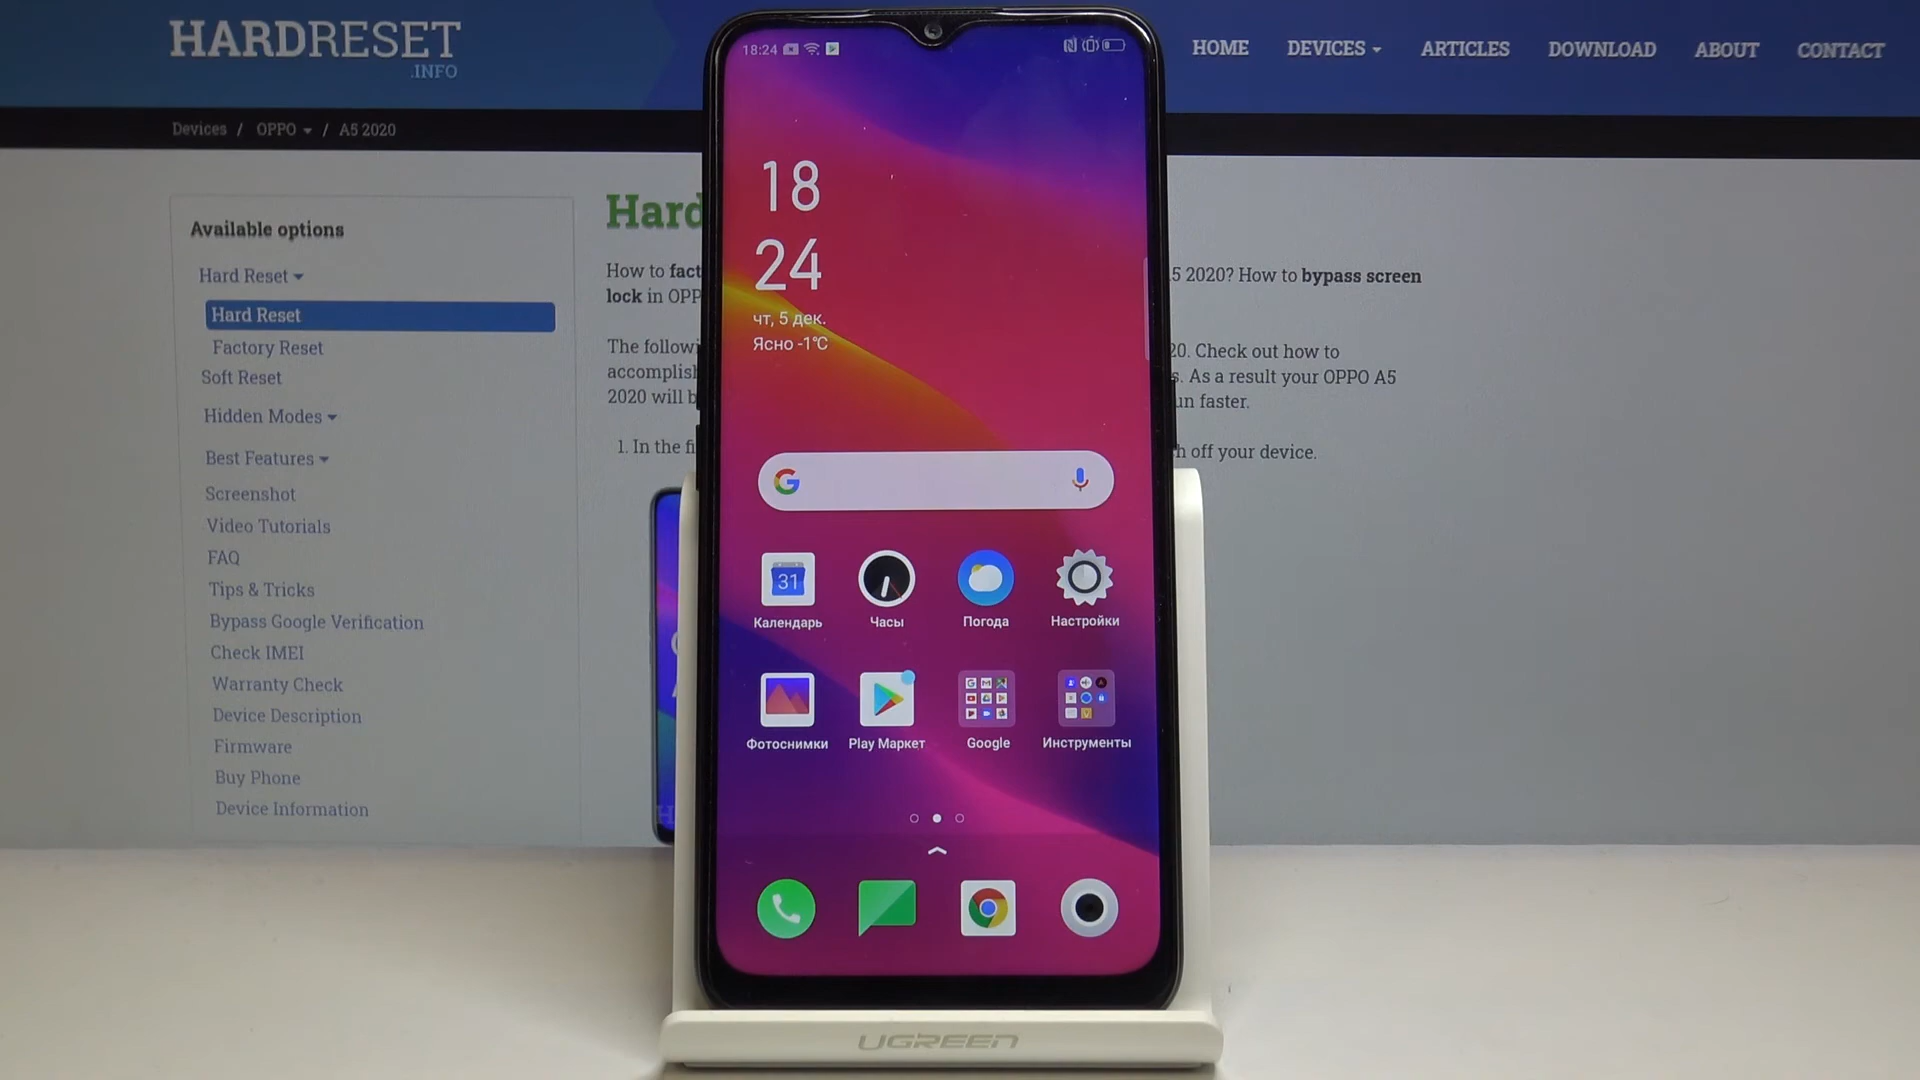 HARDRESET
.INFO
HOME DEVICES ARTICLES DOWNLOAD ABOUT CONTACT
Devices / OPPO / A5 2020
Available options
Hard Reset
Hard Reset
Factory Reset
Soft Reset
Hidden Modes
Best Features
Screenshot
Video Tutorials
FAQ
Tips & Tricks
Bypass Google Verification
Check IMEI
Warranty Check
Device Description
Firmware
Buy Phone
Device Information
Hard
How to fact
5 2020? How to bypass screen
lock in OPP
The followi
20. Check out how to
accomplis
s. As a result your OPPO A5
2020 will b
un faster.
1. In the fi
h off your device.
18:24
18
24
чт, 5 дек.
Ясно -1°C
G
31
Календарь Часы Погода Настройки
Фотоснимки Play Маркет Google Инструменты
UGREEN